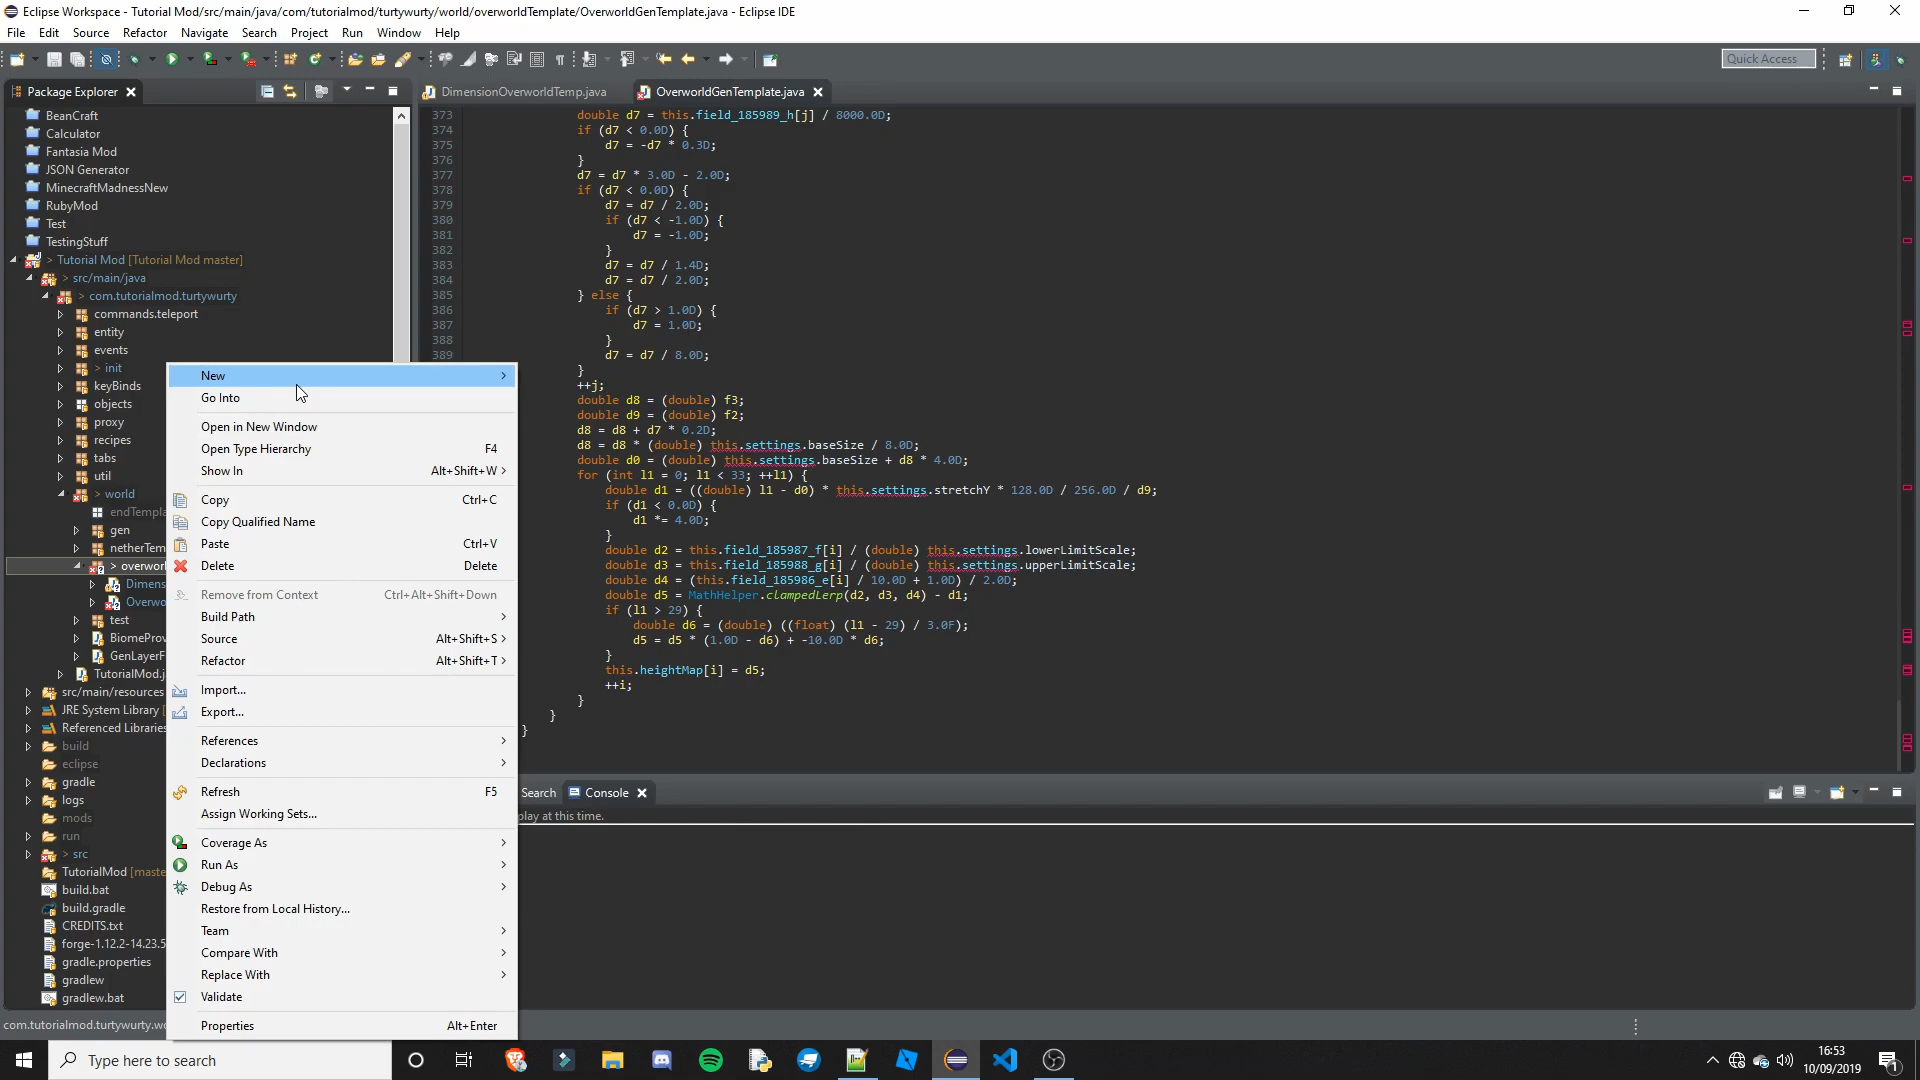 Eclipse Workspace - Tutorial Mod/src/main/java/com/tutorialmod/turtywurty/world/overworldTemplate/OverworldGenTemplate.java - Eclipse IDE
File Edit Source Refactor Navigate Search Project Run Window Help
Quick Access
Package Explorer
DimensionOverworldTemp.java
OverworldGenTemplate.java
BeanCraft
Calculator
Fantasia Mod
JSON Generator
MinecraftMadnessNew
RubyMod
Test
TestingStuff
> Tutorial Mod [Tutorial Mod master]
> src/main/java
> com.tutorialmod.turtywurty
commands.teleport
entity
events
> init
keyBinds
objects
proxy
recipes
tabs
util
> world
endTempla
gen
netherTem
> overworl
Dimens
Overwo
test
BiomeProv
GenLayerF
TutorialMod.j
src/main/resources
JRE System Library [
Referenced Libraries
build
eclipse
gradle
logs
mods
run
> src
TutorialMod [maste
build.bat
build.gradle
CREDITS.txt
forge-1.12.2-14.23.5
gradle.properties
gradlew
gradlew.bat
com.tutorialmod.turtywurty.wo
New
Go Into
Open in New Window
Open Type Hierarchy F4
Show In Alt+Shift+W
Copy Ctrl+C
Copy Qualified Name
Paste Ctrl+V
Delete Delete
Remove from Context Ctrl+Alt+Shift+Down
Build Path
Source Alt+Shift+S
Refactor Alt+Shift+T
Import...
Export...
References
Declarations
Refresh F5
Assign Working Sets...
Coverage As
Run As
Debug As
Restore from Local History...
Team
Compare With
Replace With
Validate
Properties Alt+Enter
373 double d7 = this.field_185989_h[j] / 8000.0D;
374 if (d7 < 0.0D) {
375 d7 = -d7 * 0.3D;
376 }
377 d7 = d7 * 3.0D - 2.0D;
378 if (d7 < 0.0D) {
379 d7 = d7 / 2.0D;
380 if (d7 < -1.0D) {
381 d7 = -1.0D;
382 }
383 d7 = d7 / 1.4D;
384 d7 = d7 / 2.0D;
385 } else {
386 if (d7 > 1.0D) {
387 d7 = 1.0D;
388 }
389 d7 = d7 / 8.0D;
}
++j;
double d8 = (double) f3;
double d9 = (double) f2;
d8 = d8 + d7 * 0.2D;
d8 = d8 * (double) this.settings.baseSize / 8.0D;
double d0 = (double) this.settings.baseSize + d8 * 4.0D;
for (int l1 = 0; l1 < 33; ++l1) {
double d1 = ((double) l1 - d0) * this.settings.stretchY * 128.0D / 256.0D / d9;
if (d1 < 0.0D) {
d1 *= 4.0D;
}
double d2 = this.field_185987_f[i] / (double) this.settings.lowerLimitScale;
double d3 = this.field_185988_g[i] / (double) this.settings.upperLimitScale;
double d4 = (this.field_185986_e[i] / 10.0D + 1.0D) / 2.0D;
double d5 = MathHelper.clampedLerp(d2, d3, d4) - d1;
if (l1 > 29) {
double d6 = (double) ((float) (l1 - 29) / 3.0F);
d5 = d5 * (1.0D - d6) + -10.0D * d6;
}
this.heightMap[i] = d5;
++i;
}
}
}
Search Console
play at this time.
Type here to search
16:53
10/09/2019
1